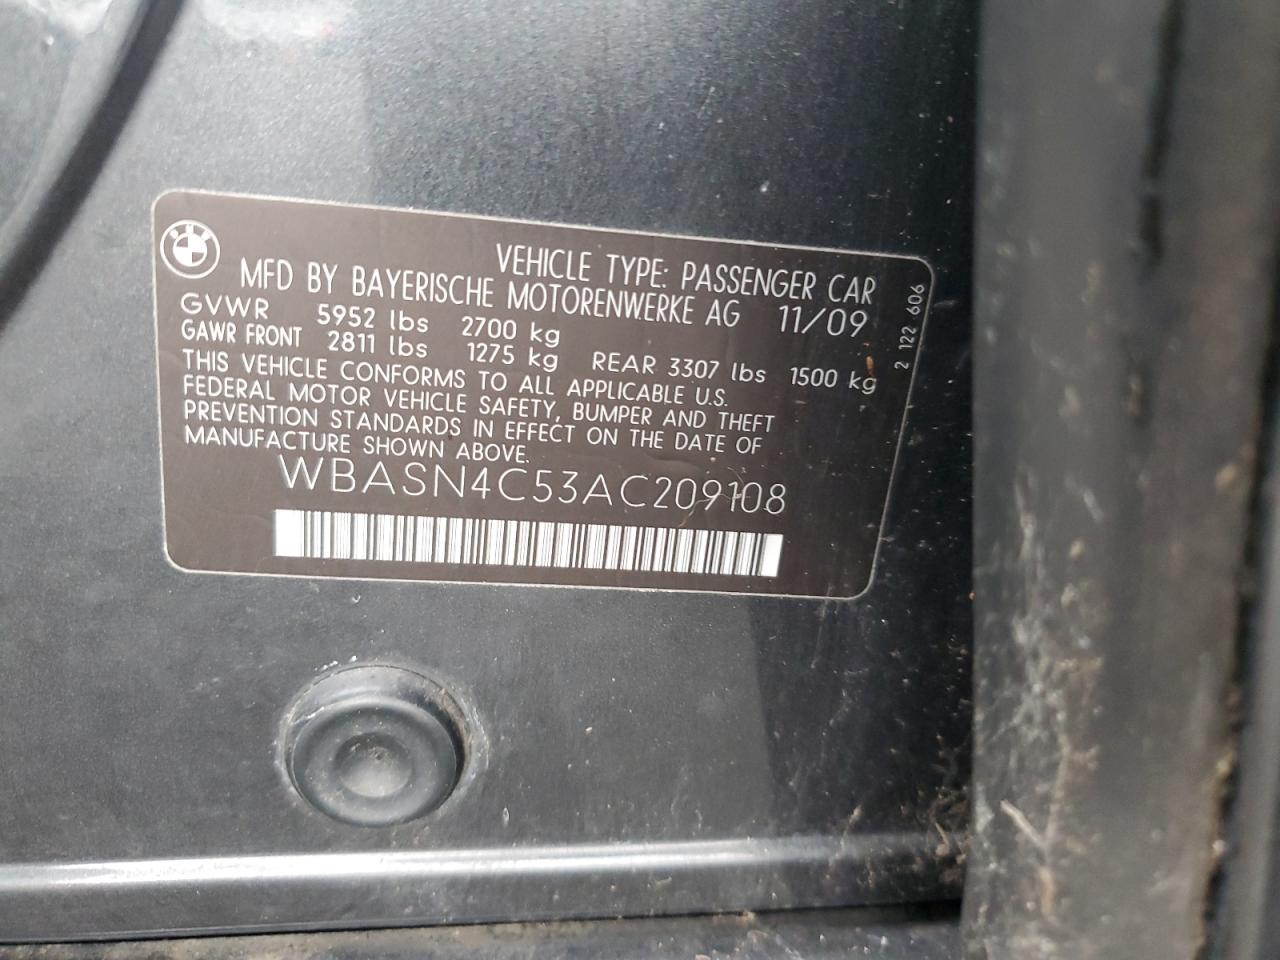 BMW
VEHICLE TYPE: PASSENGER CAR
MFD BY BAYERISCHE MOTORENWERKE AG 11/09
GVWR 5952 lbs 2700 kg
GAWR FRONT 2811 lbs 1275 kg REAR 3307 lbs 1500 kg
THIS VEHICLE CONFORMS TO ALL APPLICABLE U.S.
FEDERAL MOTOR VEHICLE SAFETY, BUMPER AND THEFT
PREVENTION STANDARDS IN EFFECT ON THE DATE OF
MANUFACTURE SHOWN ABOVE.
WBASN4C53AC209108
2 122 606